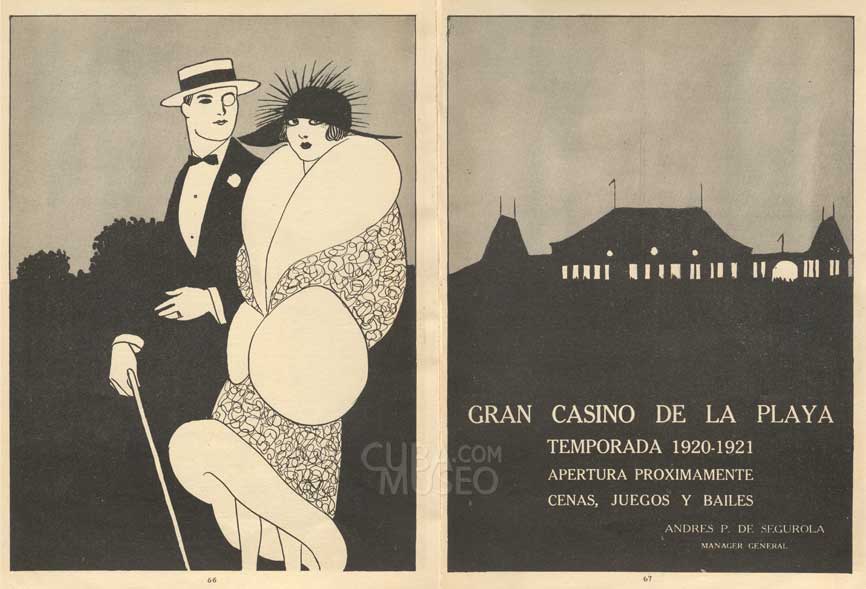 66
GRAN CASINO DE LA PLAYA
TEMPORADA 1920-1921
APERTURA PROXIMAMENTE
CENAS, JUEGOS Y BAILES
ANDRES P. DE SEGUROLA
MANAGER GENERAL
67
CUBA.COM
MUSEO